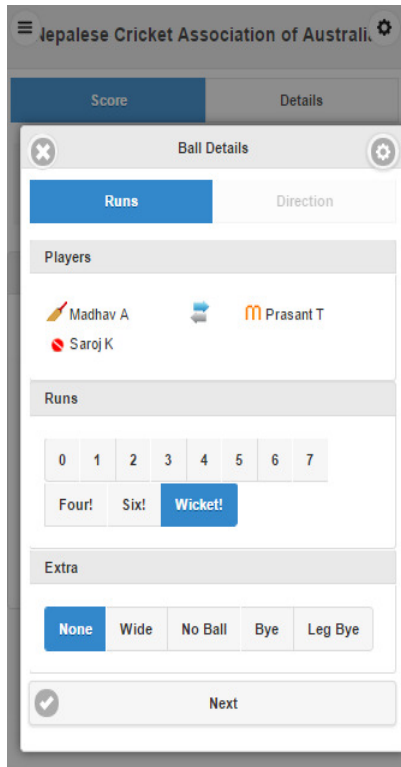 Nepalese Cricket Association of Australi
Score Details
Ball Details
Runs Direction
Players
Madhav A Prasant T
Saroj K
Runs
0 1 2 3 4 5 6 7
Four! Six! Wicket!
Extra
None Wide No Ball Bye Leg Bye
Next